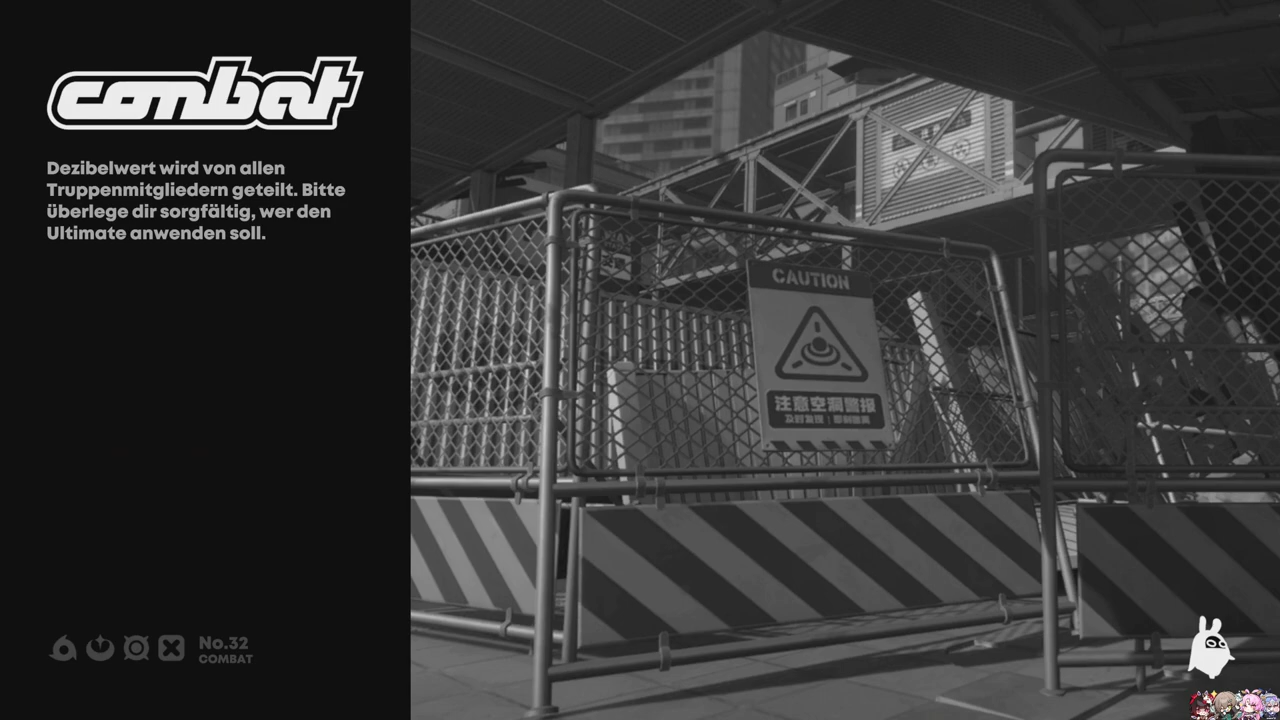 combat
Dezibelwert wird von allen
Truppenmitgliedern geteilt. Bitte
überlege dir sorgfältig, wer den
Ultimate anwenden soll.
CAUTION
注意空洞警报
No.32
COMBAT